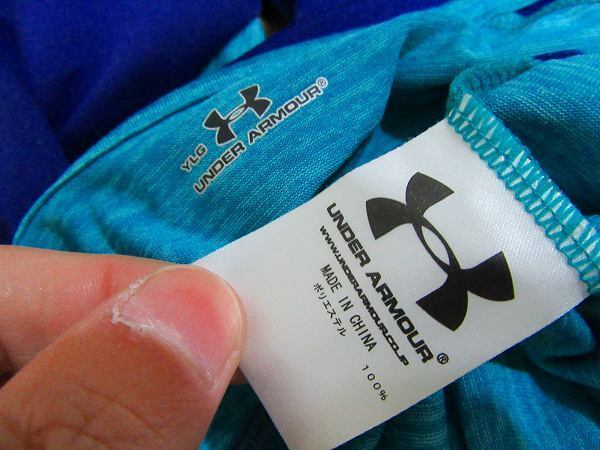 YLG
UNDER ARMOUR®
UNDER ARMOUR®
WWW.UNDERARMOUR.CO.JP
MADE IN CHINA
ポリエステル 100%